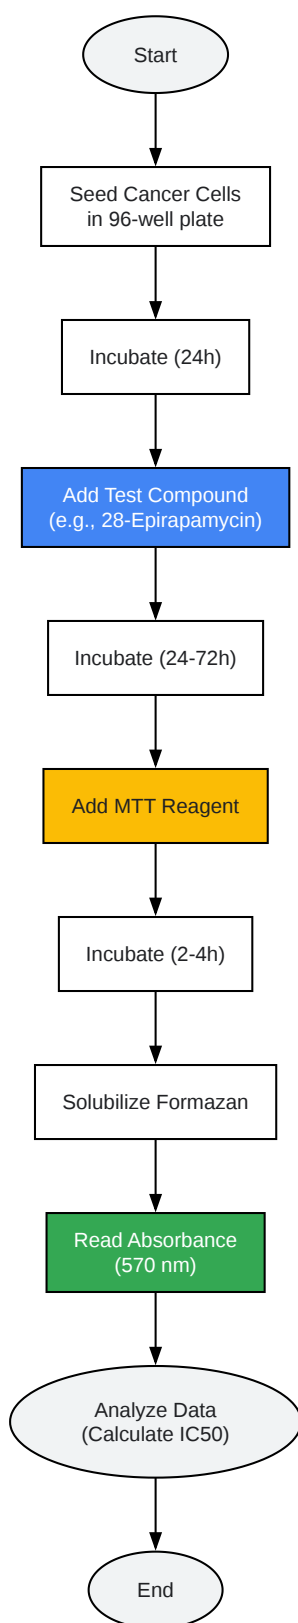 Start
Seed Cancer Cells
in 96-well plate
Incubate (24h)
Add Test Compound
(e.g., 28-Epirapamycin)
Incubate (24-72h)
Add MTT Reagent
Incubate (2-4h)
Solubilize Formazan
Read Absorbance
(570 nm)
Analyze Data
(Calculate IC50)
End